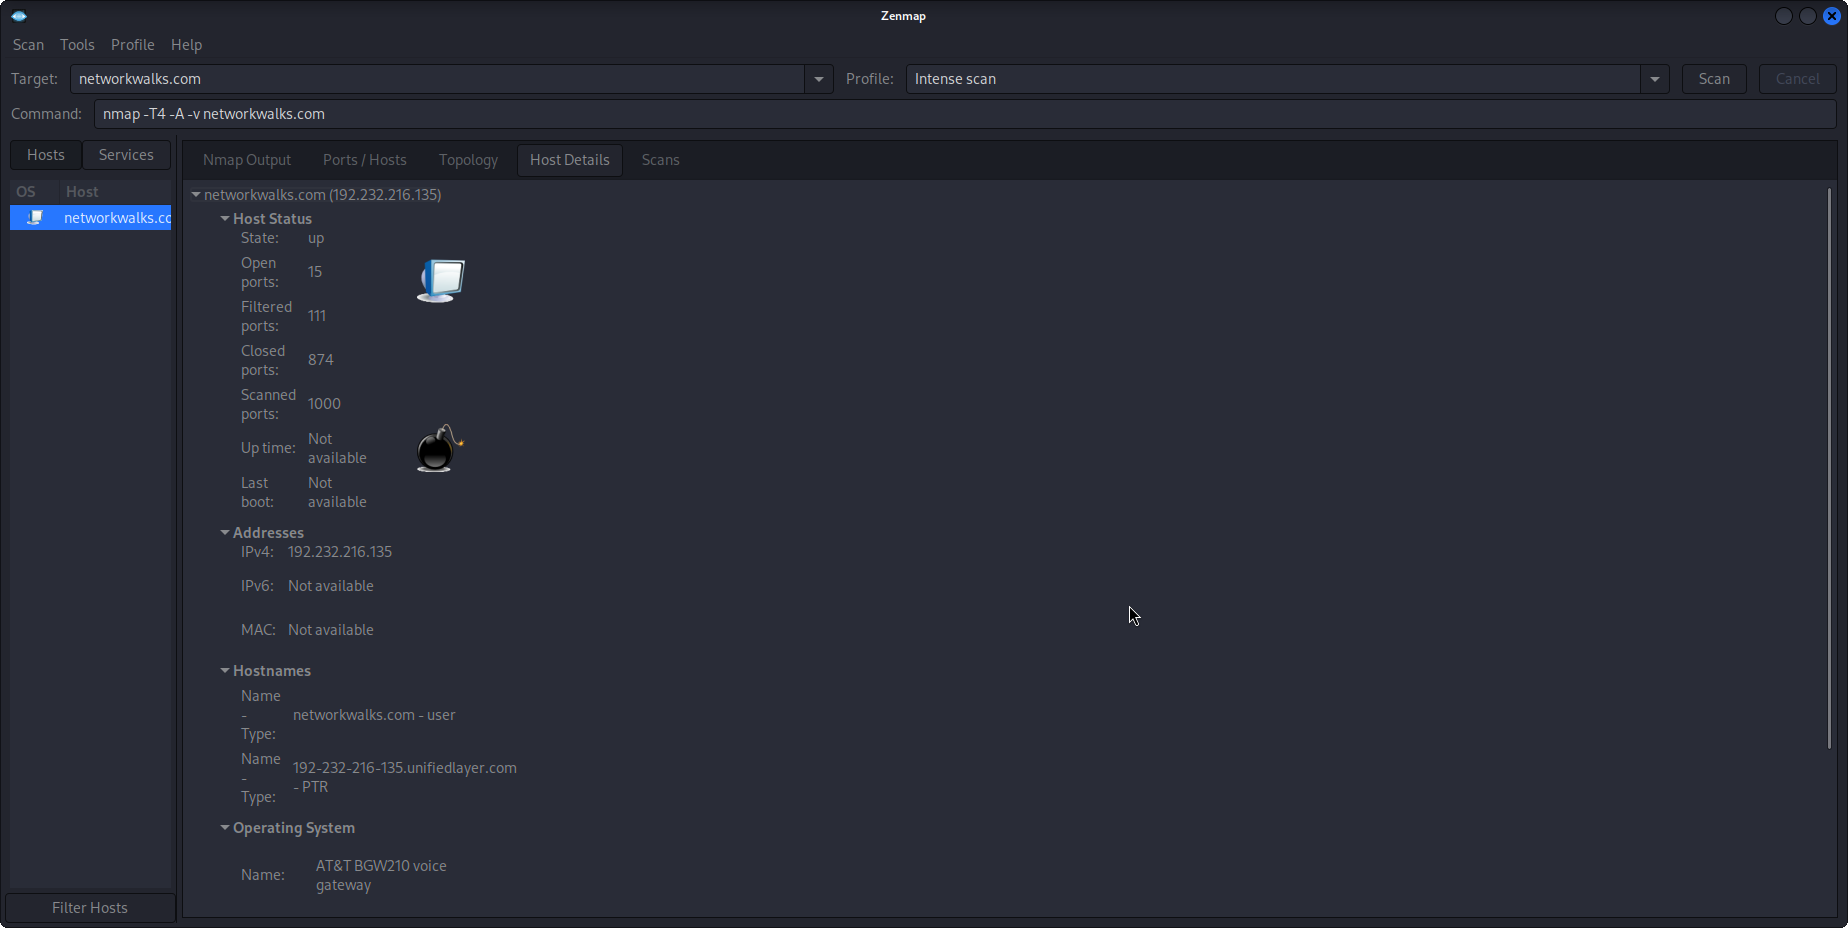 Zenmap
Scan Tools Profile Help
Target: networkwalks.com Profile: Intense scan Scan Cancel
Command: nmap -T4 -A -v networkwalks.com
Hosts Services
OS Host
networkwalks.cc
Filter Hosts
Nmap Output Ports / Hosts Topology Host Details Scans
networkwalks.com (192.232.216.135)
Host Status
State: up
Open ports: 15
Filtered ports: 111
Closed ports: 874
Scanned ports: 1000
Up time: Not available
Last boot: Not available
Addresses
IPv4: 192.232.216.135
IPv6: Not available
MAC: Not available
Hostnames
Name - Type: networkwalks.com - user
Name - Type: 192-232-216-135.unifiedlayer.com - PTR
Operating System
Name: AT&T BGW210 voice gateway